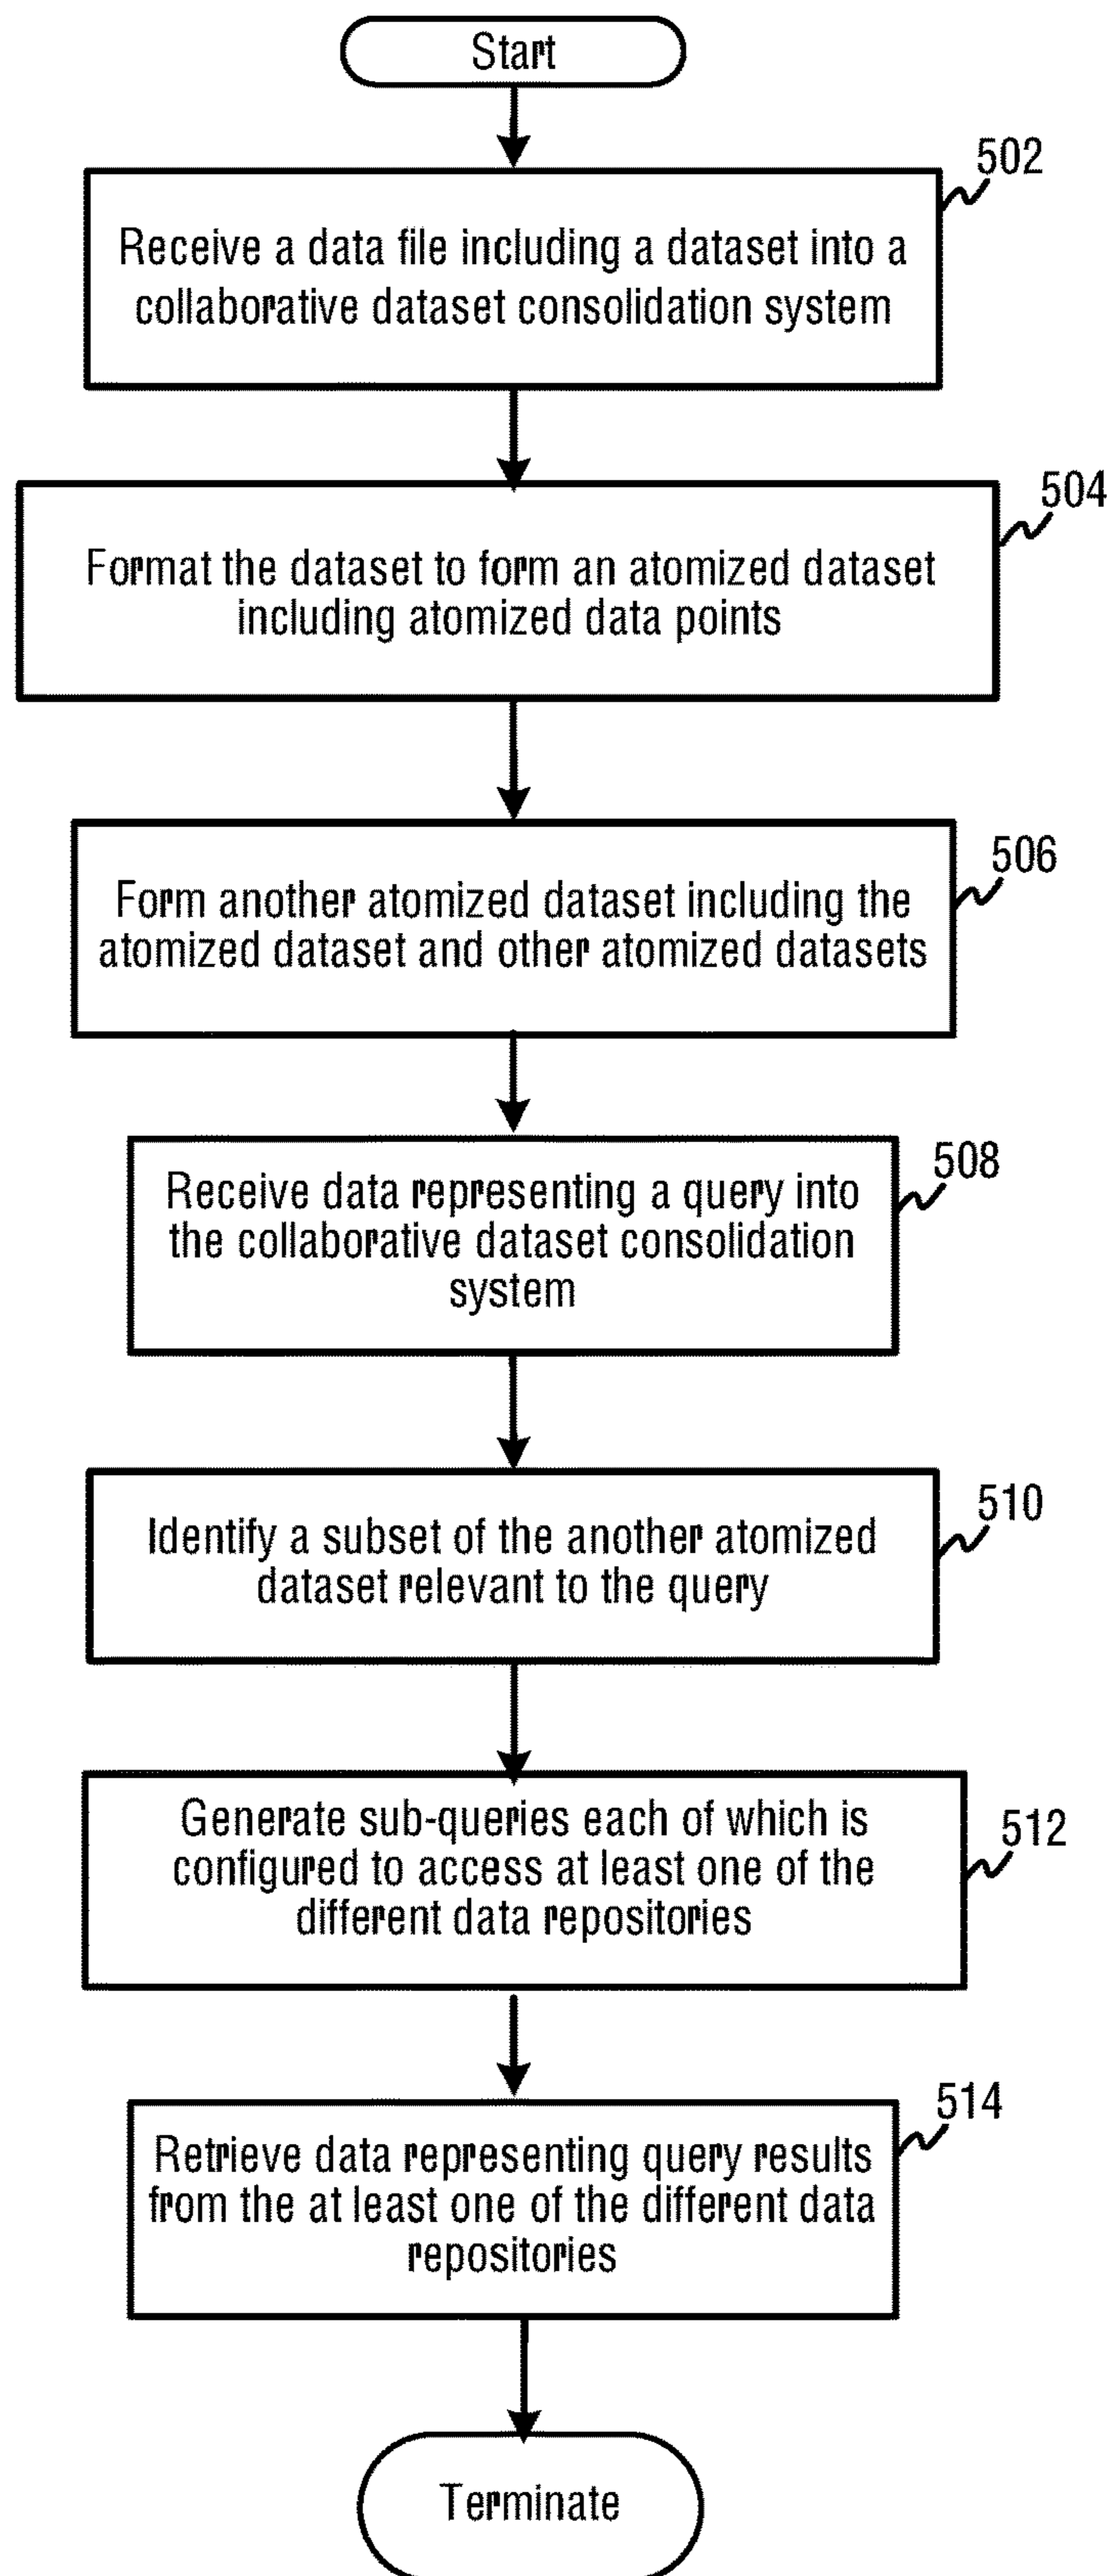 Start
502
Receive a data file including a dataset into a
collaborative dataset consolidation system
504
Format the dataset to form an atomized dataset
including atomized data points
506
Form another atomized dataset including the
atomized dataset and other atomized datasets
508
Receive data representing a query into
the collaborative dataset consolidation
system
510
Identify a subset of the another atomized
dataset relevant to the query
512
Generate sub-queries each of which is
configured to access at least one of the
different data repositories
514
Retrieve data representing query results
from the at least one of the different data
repositories
Terminate